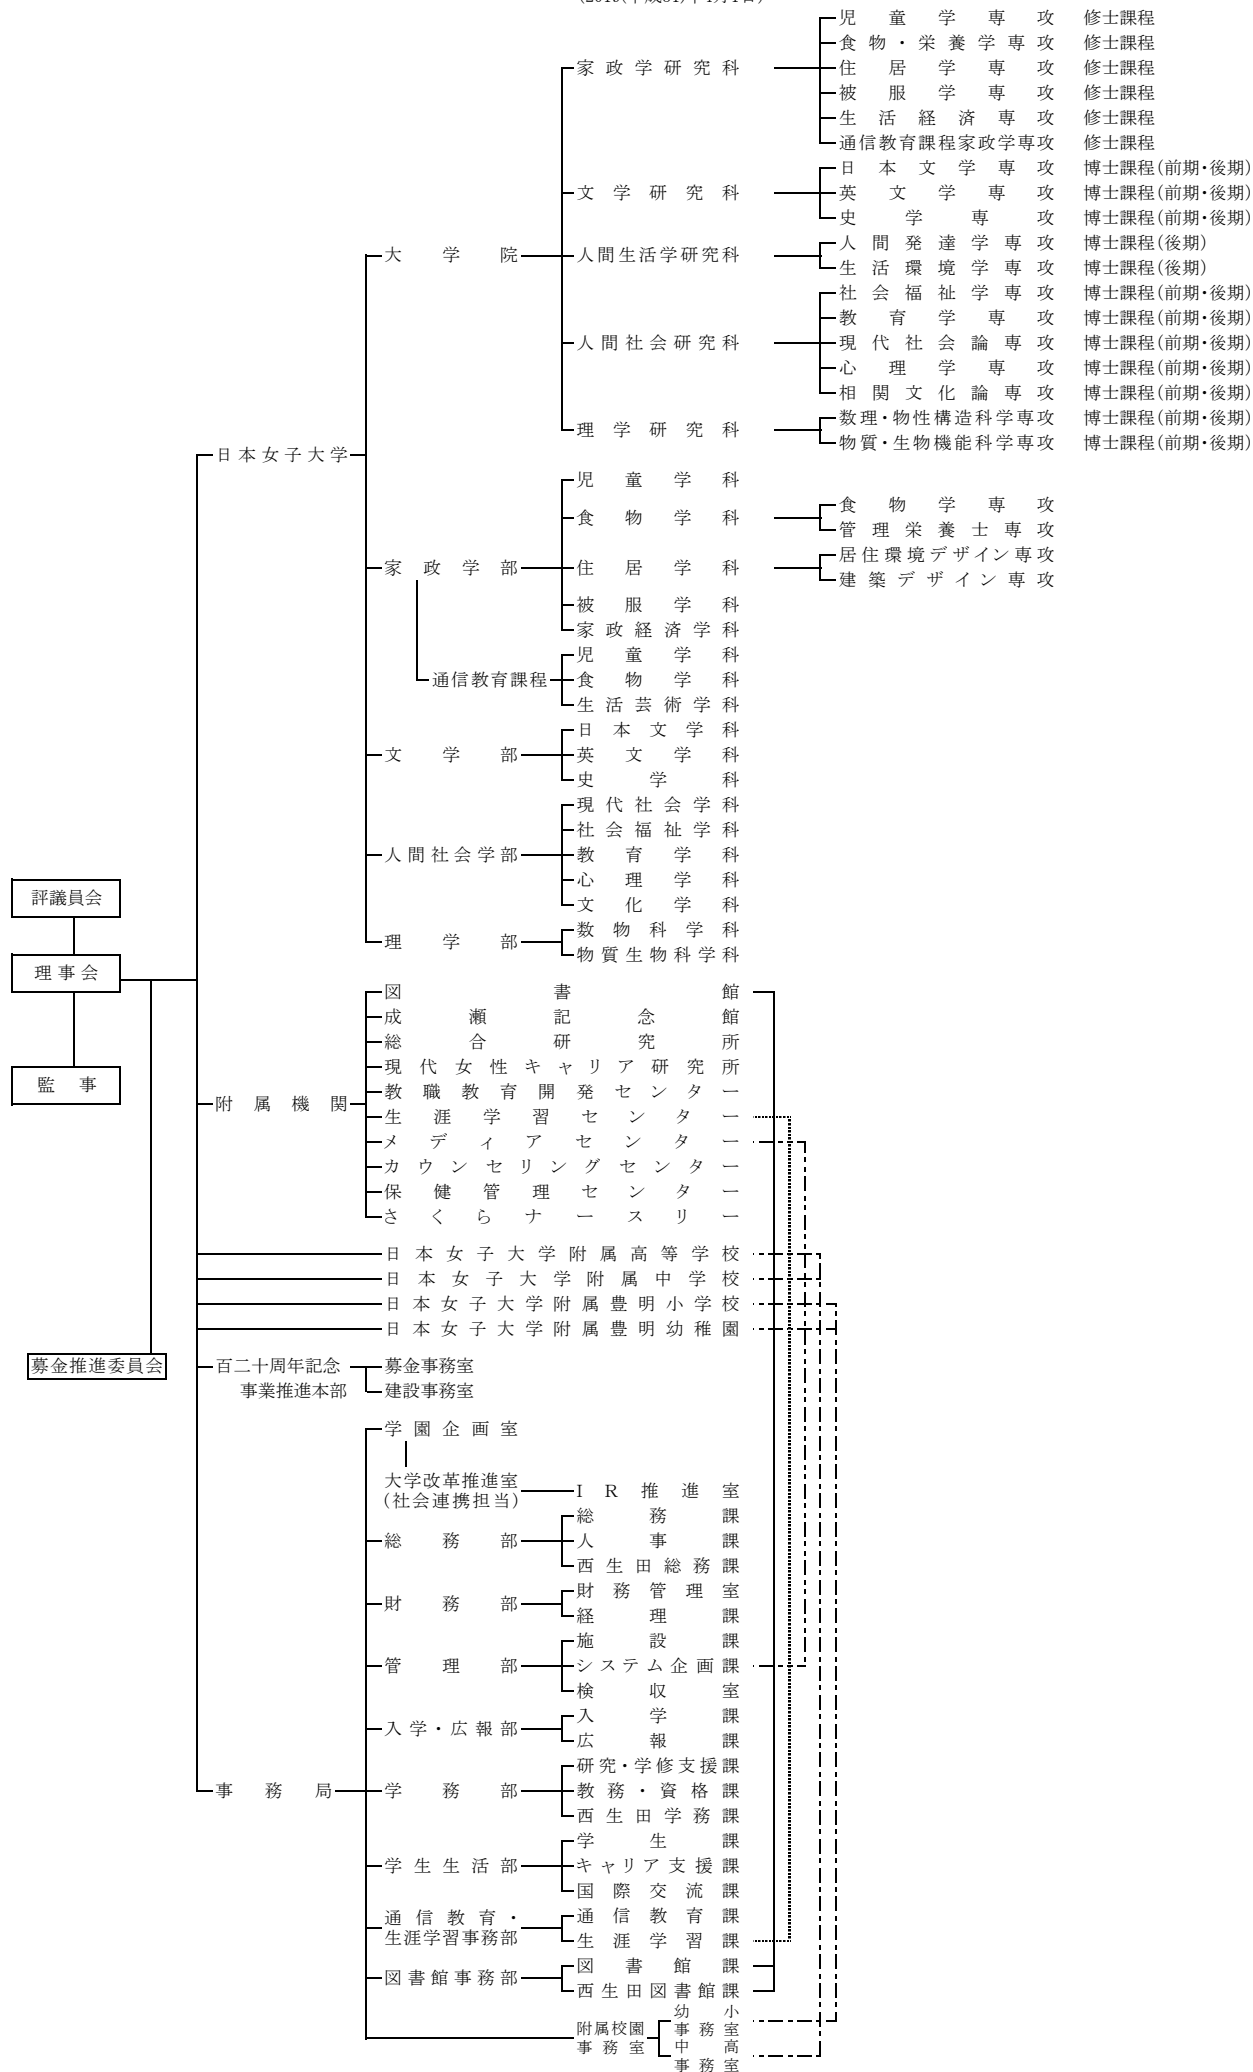 児童学専攻 修士課程
食物・栄養学専攻 修士課程
家政学研究科 住居学専攻 修士課程
被服学専攻 修士課程
生活経済専攻 修士課程
通信教育課程家政学専攻 修士課程
日本文学専攻 博士課程(前期・後期)
文学研究科 英文学専攻 博士課程(前期・後期)
史学専攻 博士課程(前期・後期)
人間発達学専攻 博士課程(後期)
大学院 人間生活学研究科
生活環境学専攻 博士課程(後期)
社会福祉学専攻 博士課程(前期・後期)
教育学専攻 博士課程(前期・後期)
人間社会研究科 現代社会論専攻 博士課程(前期・後期)
心理学専攻 博士課程(前期・後期)
相関文化論専攻 博士課程(前期・後期)
数理・物性構造科学専攻 博士課程(前期・後期)
理学研究科
物質・生物機能科学専攻 博士課程(前期・後期)
日本女子大学
児童学科
食物学専攻
食物学科
管理栄養士専攻
居住環境デザイン専攻
家政学部 住居学科
建築デザイン専攻
被服学科
家政経済学科
児童学科
通信教育課程 食物学科
生活芸術学科
日本文学科
文学部 英文学科
史学科
現代社会学科
社会福祉学科
人間社会学部 教育学科
心理学科
文化学科
評議員会
数物科学科
理学部
物質生物科学科
理事会
図書館
成瀬記念館
総合研究所
現代女性キャリア研究所
監事
教職教育開発センター
附属機関
生涯学習センター
メディアセンター
カウンセリングセンター
保健管理センター
さくらナースリー
日本女子大学附属高等学校
日本女子大学附属中学校
日本女子大学附属豊明小学校
日本女子大学附属豊明幼稚園
募金推進委員会
百二十周年記念 募金事務室
事業推進本部 建設事務室
学園企画室
大学改革推進室
(社会連携担当)
IR推進室
総務課
総務部 人事課
西生田総務課
財務管理室
財務部
経理課
施設課
管理部 システム企画課
検収室
入学課
入学・広報部
広報課
研究・学修支援課
事務局 学務部 教務・資格課
西生田学務課
学生課
学生生活部 キャリア支援課
国際交流課
通信教育・ 通信教育課
生涯学習事務部 生涯学習課
図書館課
図書館事務部
西生田図書館課
幼小
附属校園 事務室
事務室 中高
事務室